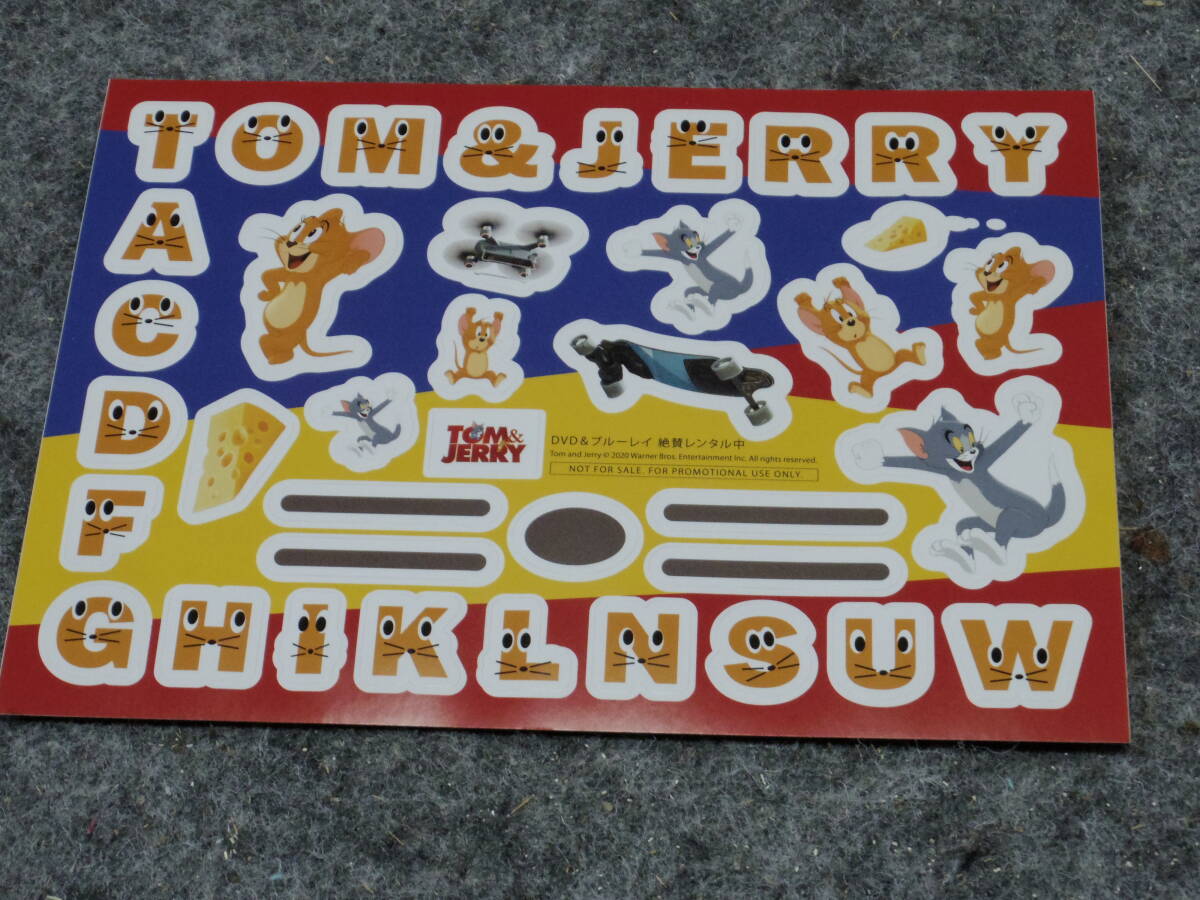 TOM&JERRY
A
C
D
F
TOM&
JERRY
DVD&ブルーレイ 絶賛レンタル中
Tom and Jerry © 2020 Warner Bros. Entertainment Inc. All rights reserved.
NOT FOR SALE. FOR PROMOTIONAL USE ONLY.
GHIKLNSUW